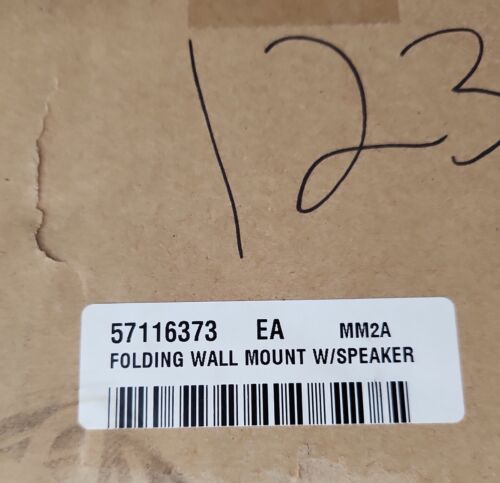 123
57116373 EA MM2A
FOLDING WALL MOUNT W/SPEAKER